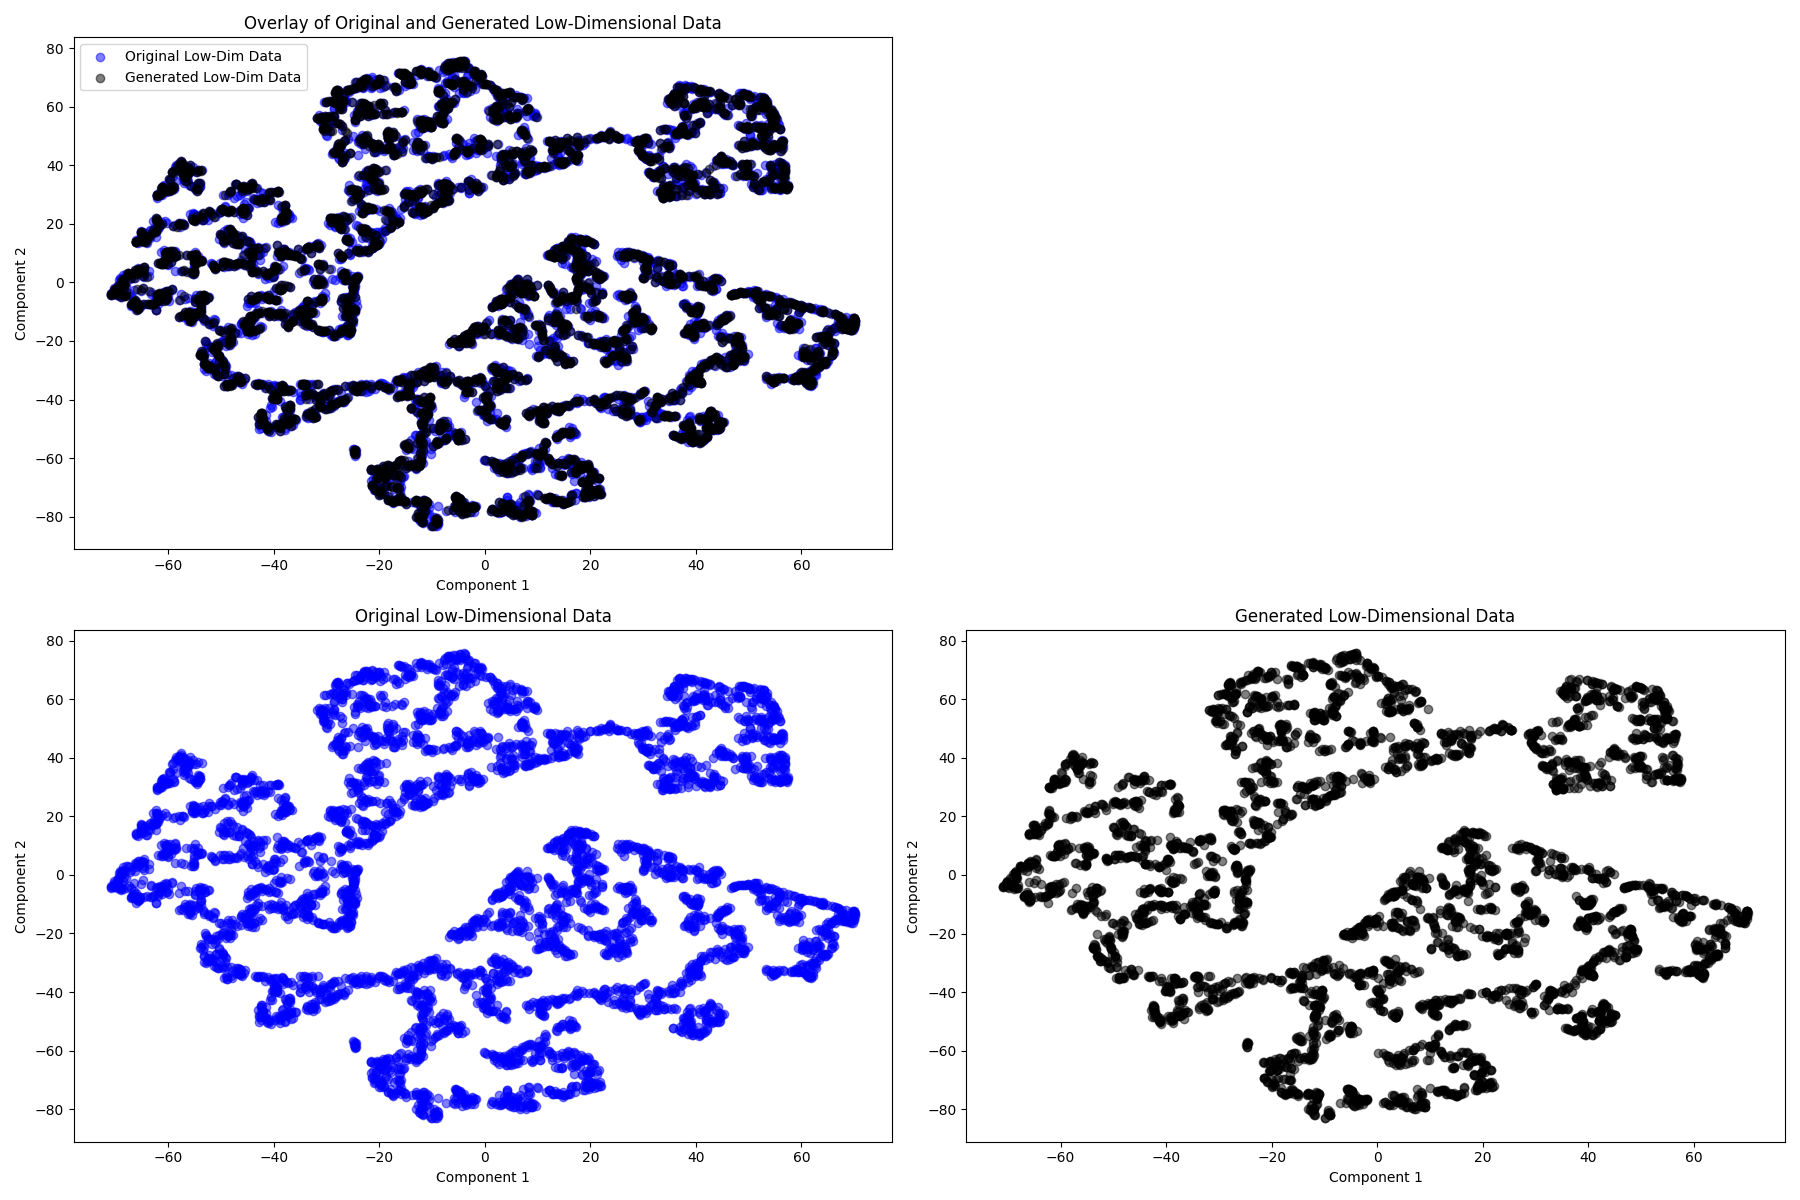 Overlay of Original and Generated Low-Dimensional Data
Original Low-Dim Data
Generated Low-Dim Data
80
60
40
20
0
−20
−40
−60
−80
Component 2
−60 −40 −20 0 20 40 60
Component 1
Original Low-Dimensional Data
80
60
40
20
0
−20
−40
−60
−80
Component 2
−60 −40 −20 0 20 40 60
Component 1
Generated Low-Dimensional Data
80
60
40
20
0
−20
−40
−60
−80
Component 2
−60 −40 −20 0 20 40 60
Component 1